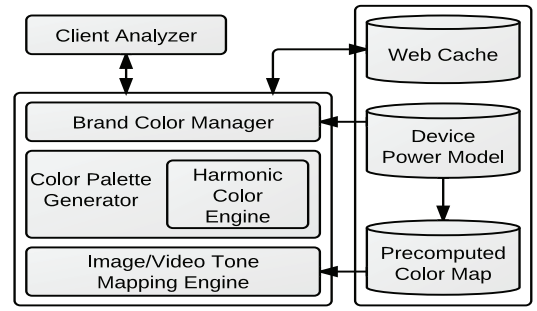 Client Analyzer
Brand Color Manager
Color Palette
Generator
Harmonic
Color
Engine
Image/Video Tone
Mapping Engine
Web Cache
Device
Power Model
Precomputed
Color Map